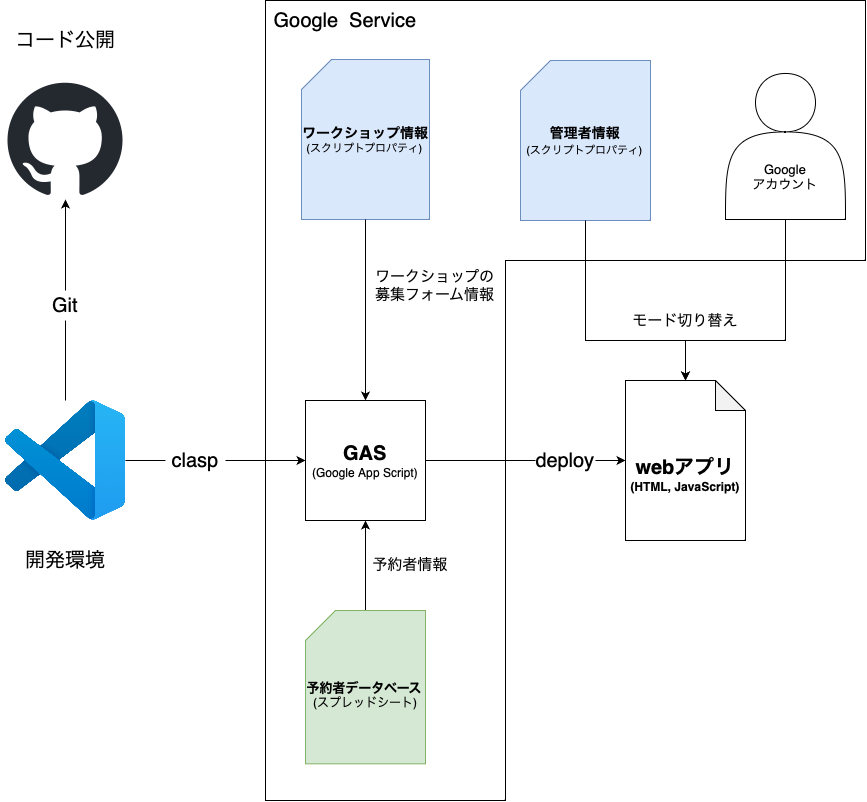 Google Service
コード公開
ワークショップ情報
(スクリプトプロパティ)
管理者情報
(スクリプトプロパティ)
Google
アカウント
ワークショップの
募集フォーム情報
Git
モード切り替え
clasp
GAS
(Google App Script)
deploy
webアプリ
(HTML, JavaScript)
開発環境
予約者情報
予約者データベース
(スプレッドシート)